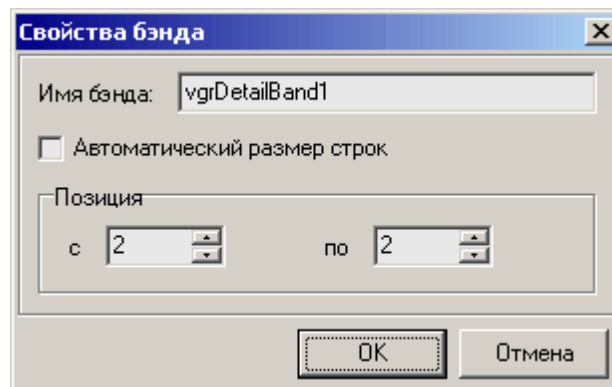 Свойства бэнда
Имя бэнда: vgrDetailBand1
Автоматический размер строк
Позиция
с 2 по 2
OK Отмена